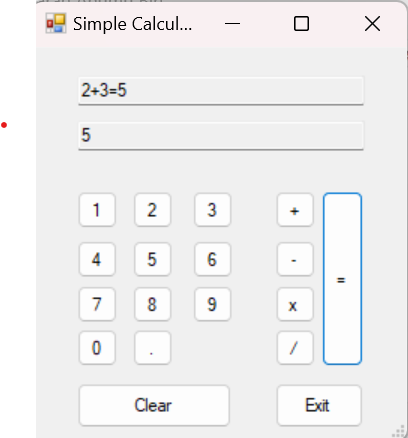 Simple Calcul...
2+3=5
5
1 2 3 +
4 5 6 -
=
7 8 9 x
0 . /
Clear Exit